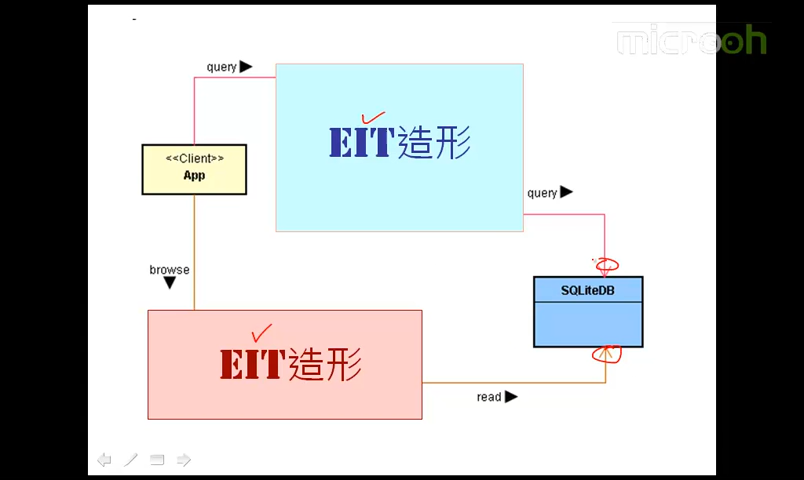 microoh
query
EIT造形
<<Client>>
App
query
browse
SQLiteDB
EIT造形
read